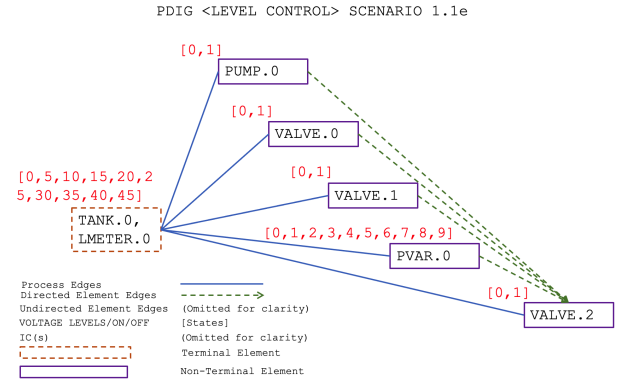 PDIG <LEVEL CONTROL> SCENARIO 1.1e
[0,1]
PUMP.0
[0,1]
VALVE.0
[0,1]
VALVE.1
[0,5,10,15,20,2
5,30,35,40,45]
TANK.0,
LMETER.0
[0,1,2,3,4,5,6,7,8,9]
PVAR.0
[0,1]
VALVE.2
Process Edges
Directed Element Edges
Undirected Element Edges (Omitted for clarity)
VOLTAGE LEVELS/ON/OFF [States]
IC(s) (Omitted for clarity)
Terminal Element
Non-Terminal Element